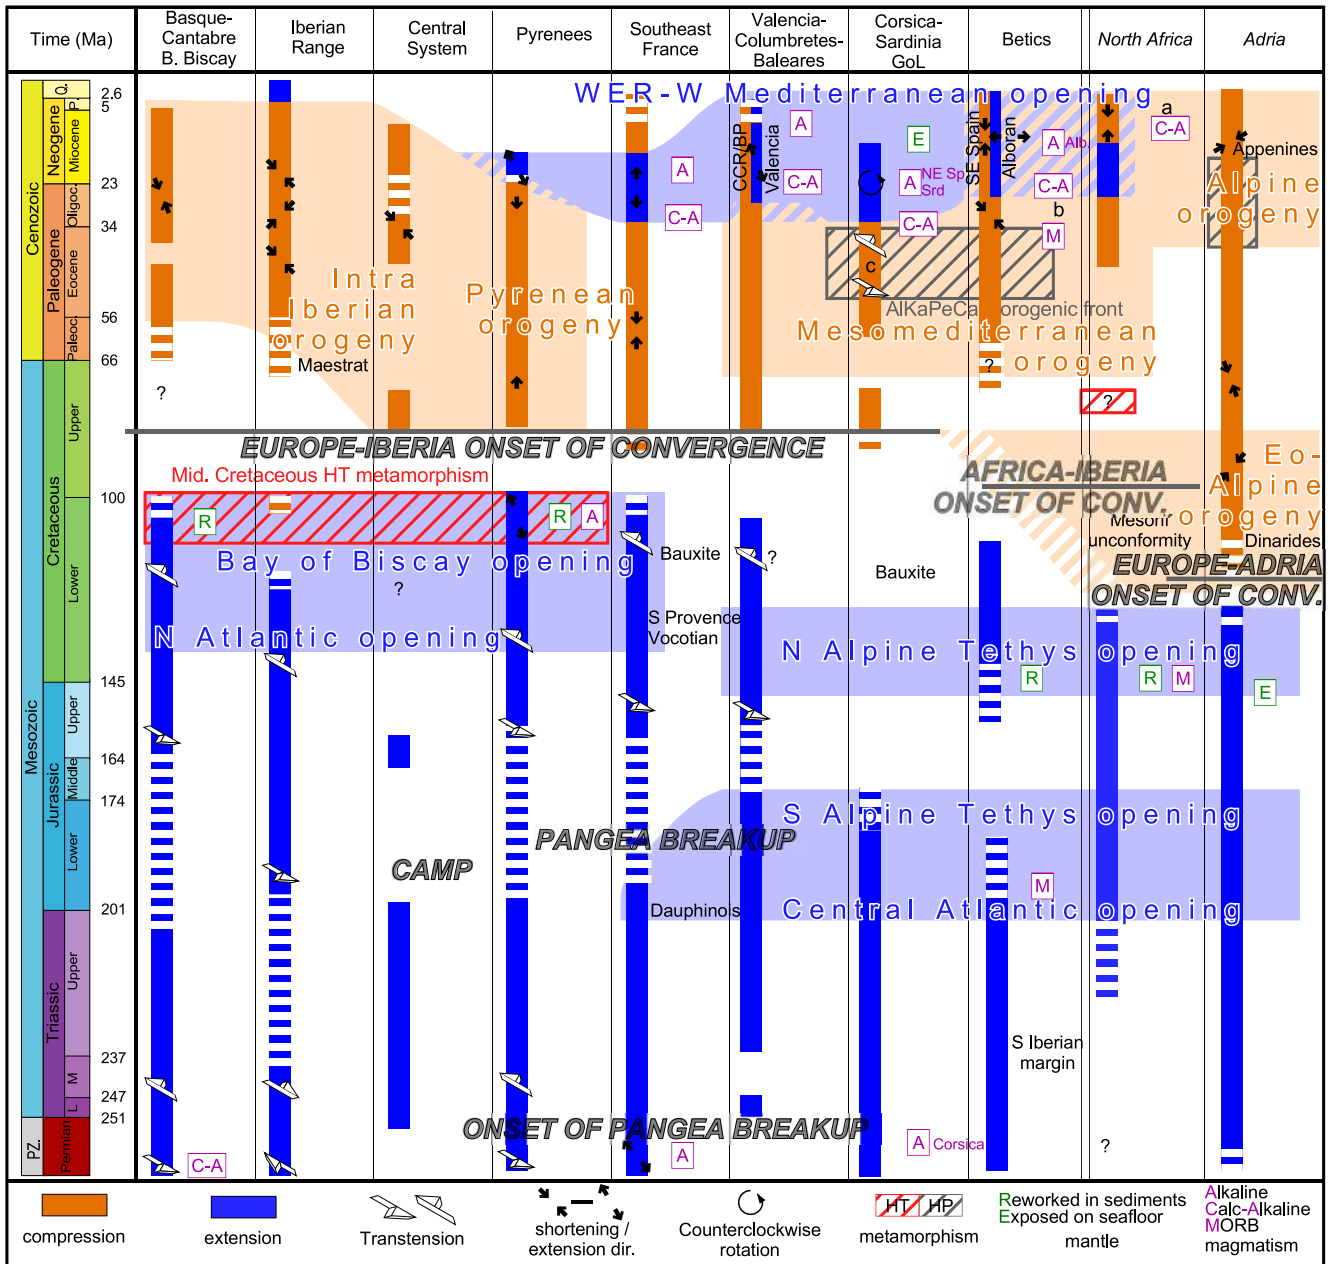 Time (Ma)
Basque-
Cantabre
B. Biscay
Iberian
Range
Central
System
Pyrenees
Southeast
France
Valencia-
Columbretes-
Baleares
Corsica-
Sardinia
GoL
Betics
North Africa
Adria
Cenozoic
Mesozoic
PZ.
Neogene
Paleogene
Cretaceous
Jurassic
Triassic
Permian
Q.
P.
Miocene
Oligoc.
Eocene
Paleoc.
Upper
Lower
Upper
Middle
Lower
Upper
M
L
2.6
5
23
34
56
66
100
145
164
174
201
237
247
251
WER-W Mediterranean opening
A
C-A
A
C-A
CCR/BP
Valencia
E
A
NE Sp
Srd
C-A
SE Spain
Alboran
A
Alb.
C-A
b
M
a
C-A
Appenines
Alpine
orogeny
Intra
Iberian
orogeny
Pyrenean
orogeny
c
AlKaPeCa orogenic front
Mesomediterranean
orogeny
Maestrat
?
?
?
EUROPE-IBERIA ONSET OF CONVERGENCE
AFRICA-IBERIA
ONSET OF CONV.
Eo-
Alpine
orogeny
Mid. Cretaceous HT metamorphism
R
R
A
Mesorif
unconformity
Dinarides
Bay of Biscay opening
Bauxite
?
Bauxite
EUROPE-ADRIA
ONSET OF CONV.
?
N Atlantic opening
S Provence
Vocotian
N Alpine Tethys opening
R
R
M
E
S Alpine Tethys opening
PANGEA BREAKUP
CAMP
M
Dauphinois
Central Atlantic opening
S Iberian
margin
ONSET OF PANGEA BREAKUP
C-A
A
A
Corsica
?
compression
extension
Transtension
shortening /
extension dir.
Counterclockwise
rotation
HT
HP
metamorphism
Reworked in sediments
Exposed on seafloor
mantle
Alkaline
Calc-Alkaline
MORB
magmatism